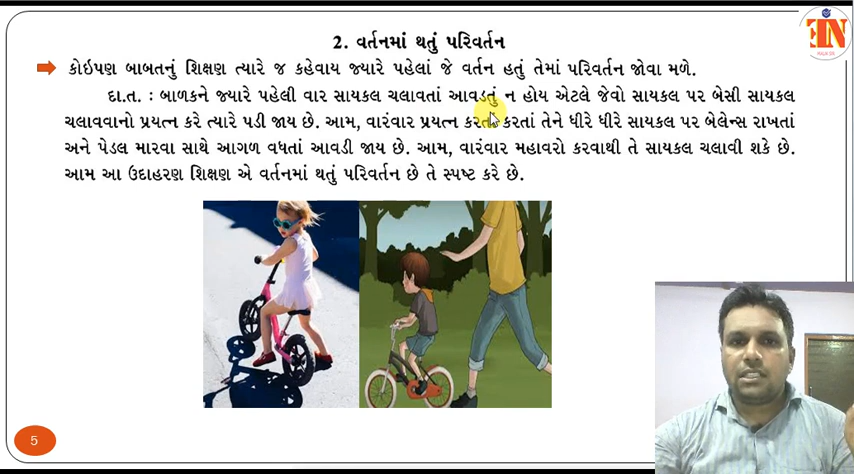 2. વર્તનમાં થતું પરિવર્તન
કોઈપણ બાબતનું શિક્ષણ ત્યારે જ કહેવાય જ્યારે પહેલાં જે વર્તન હતું તેમાં પરિવર્તન જોવા મળે.
દા.ત. : બાળકને જ્યારે પહેલી વાર સાયકલ ચલાવતાં આવડતું ન હોય એટલે જેવો સાયકલ પર બેસી સાયકલ
ચલાવવાનો પ્રયત્ન કરે ત્યારે પડી જાય છે. આમ, વારંવાર પ્રયત્ન કરતાં કરતાં તેને ધીરે ધીરે સાયકલ પર બેલેન્સ રાખતાં
અને પેડલ મારવા સાથે આગળ વધતાં આવડી જાય છે. આમ, વારંવાર મહાવરો કરવાથી તે સાયકલ ચલાવી શકે છે.
આમ આ ઉદાહરણ શિક્ષણ એ વર્તનમાં થતું પરિવર્તન છે તે સ્પષ્ટ કરે છે.
5